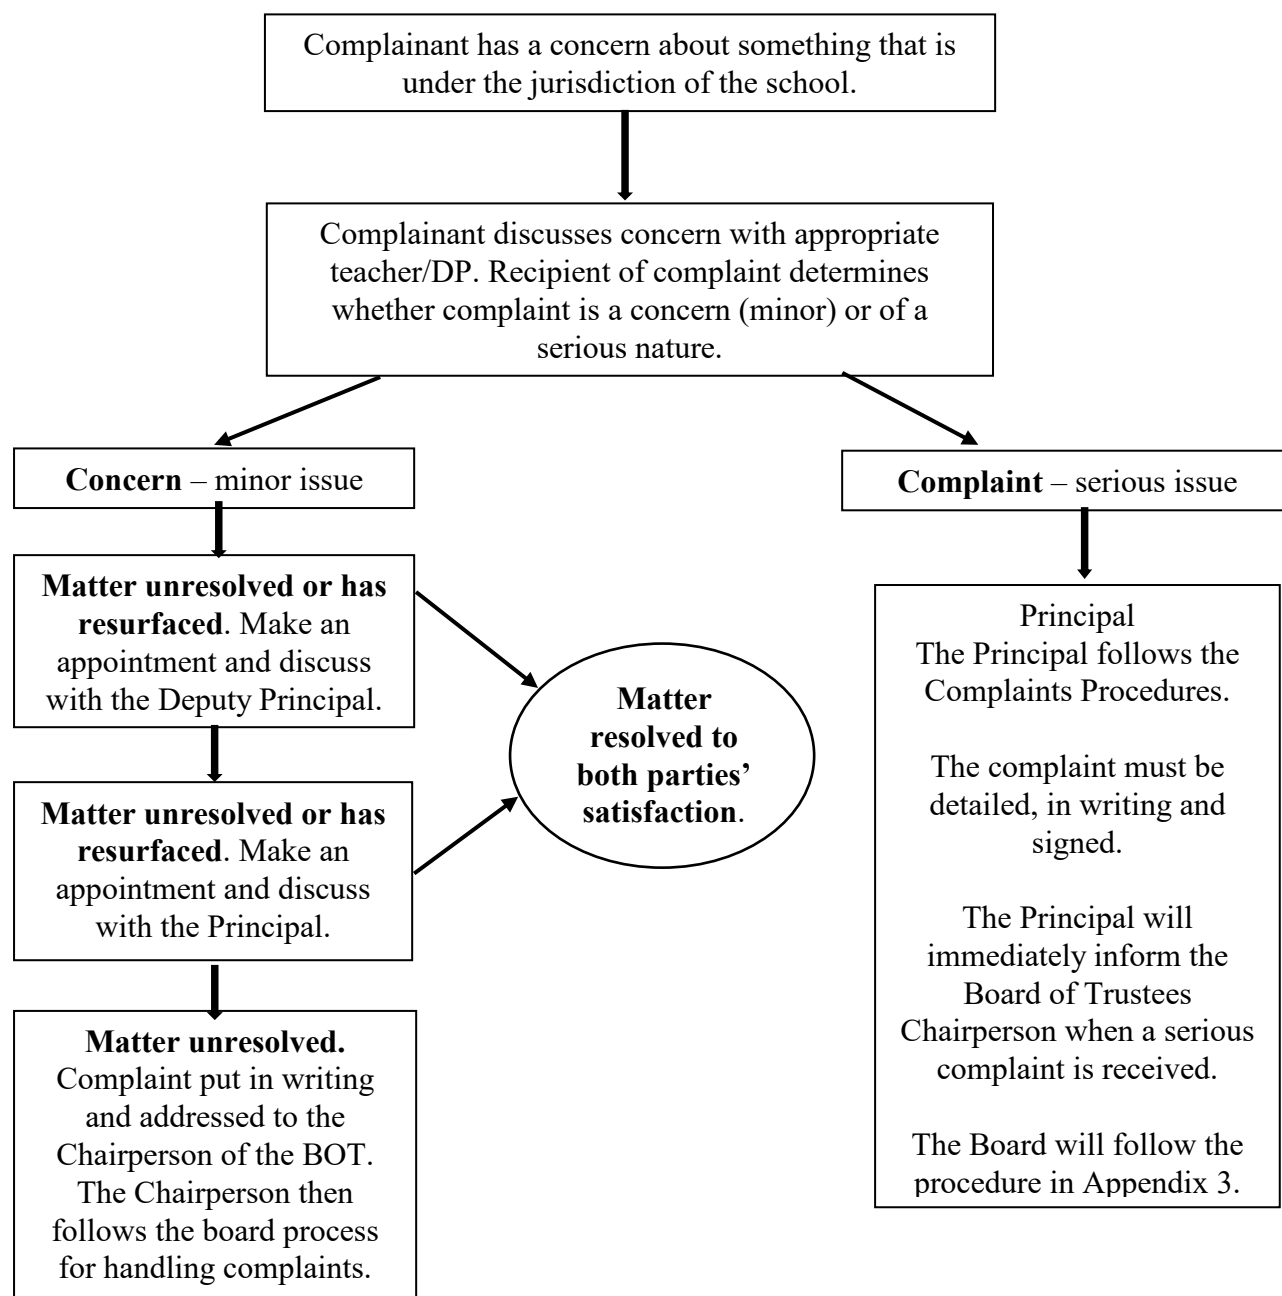 Complainant has a concern about something that is
under the jurisdiction of the school.
Complainant discusses concern with appropriate
teacher/DP. Recipient of complaint determines
whether complaint is a concern (minor) or of a
serious nature.
Concern – minor issue
Complaint – serious issue
Matter unresolved or has
resurfaced. Make an
appointment and discuss
with the Deputy Principal.
Matter
resolved to
both parties’
satisfaction.
Matter unresolved or has
resurfaced. Make an
appointment and discuss
with the Principal.
Matter unresolved.
Complaint put in writing
and addressed to the
Chairperson of the BOT.
The Chairperson then
follows the board process
for handling complaints.
Principal
The Principal follows the
Complaints Procedures.
The complaint must be
detailed, in writing and
signed.
The Principal will
immediately inform the
Board of Trustees
Chairperson when a serious
complaint is received.
The Board will follow the
procedure in Appendix 3.